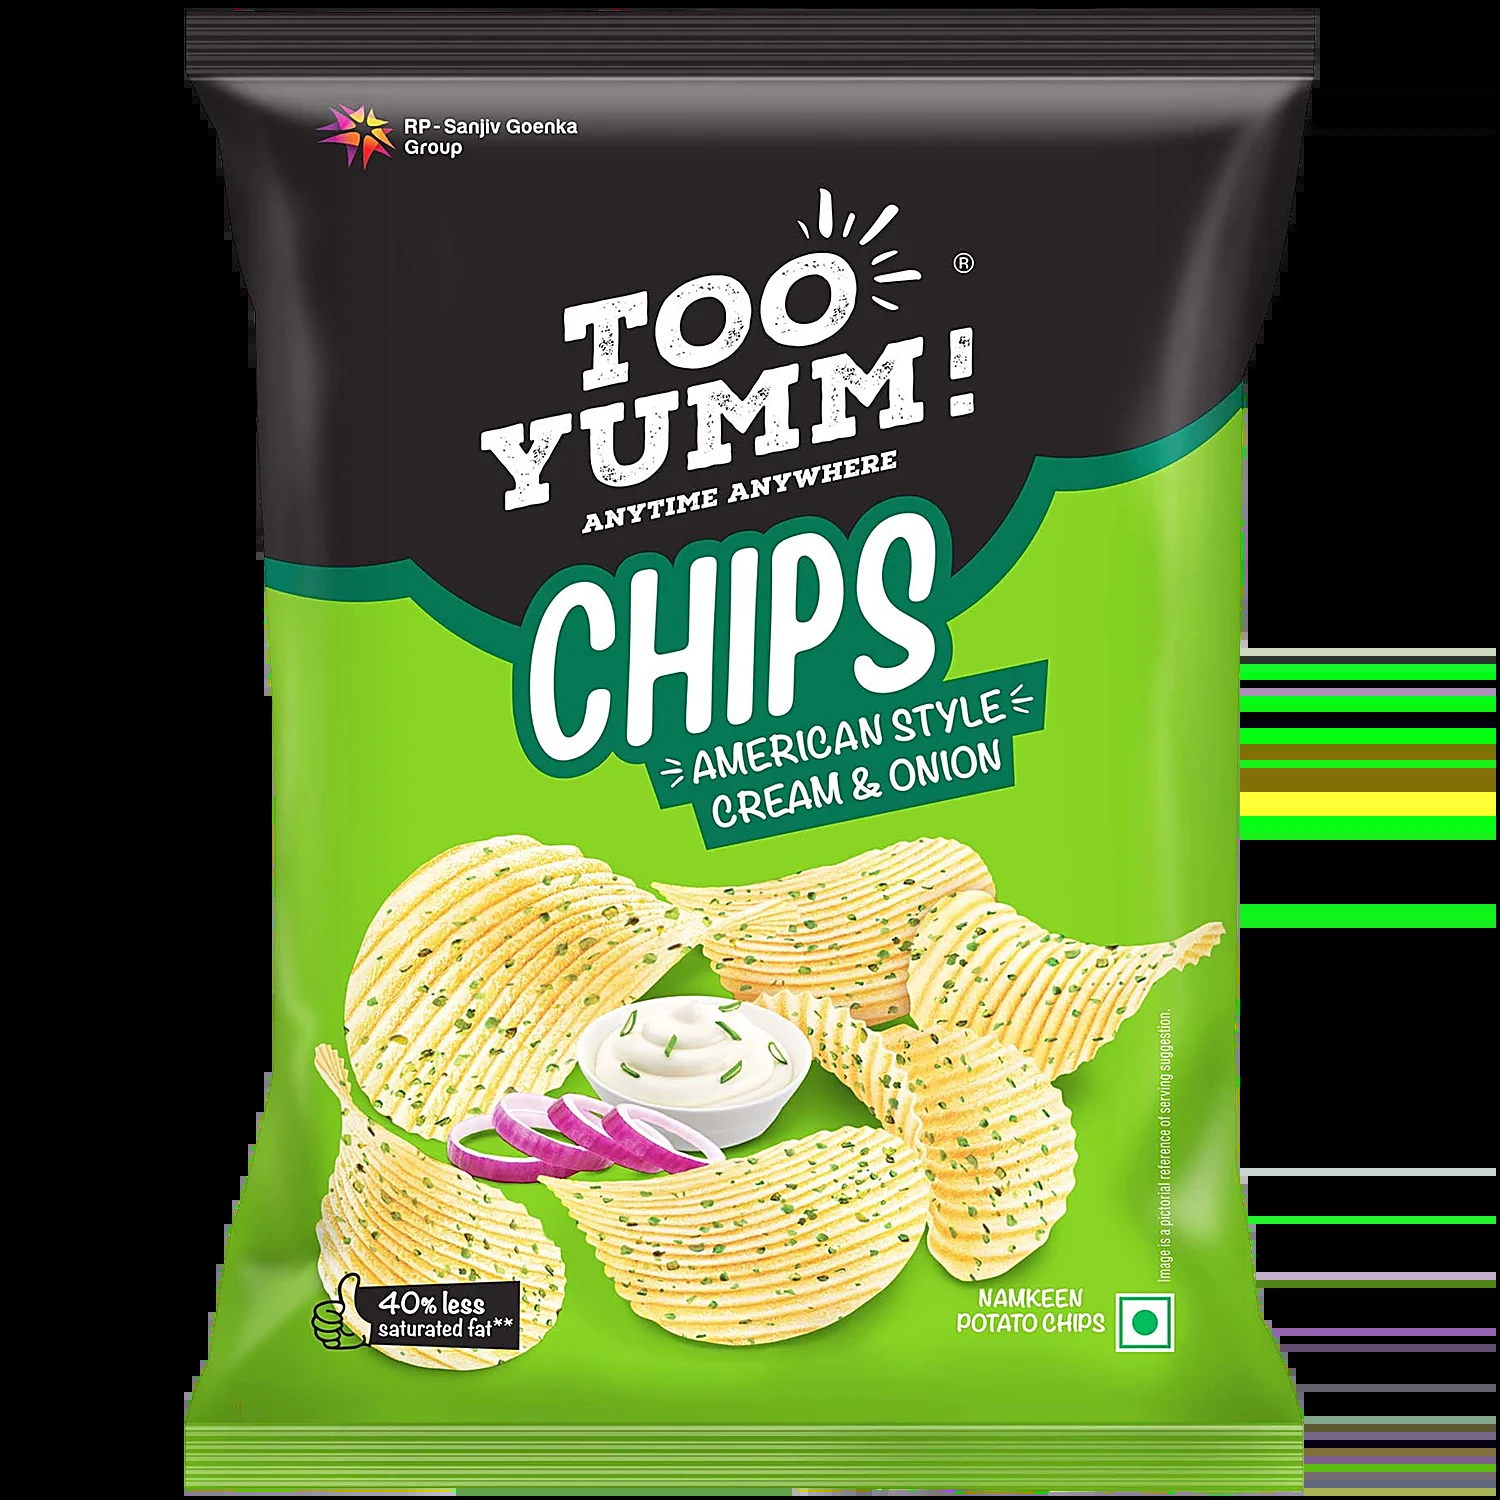 RP-Sanjiv Goenka
Group
TOO
YUMM!
®
ANYTIME ANYWHERE
CHIPS
AMERICAN STYLE
CREAM & ONION
Image is a pictorial reference of serving suggestion.
40% less
saturated fat**
NAMKEEN
POTATO CHIPS